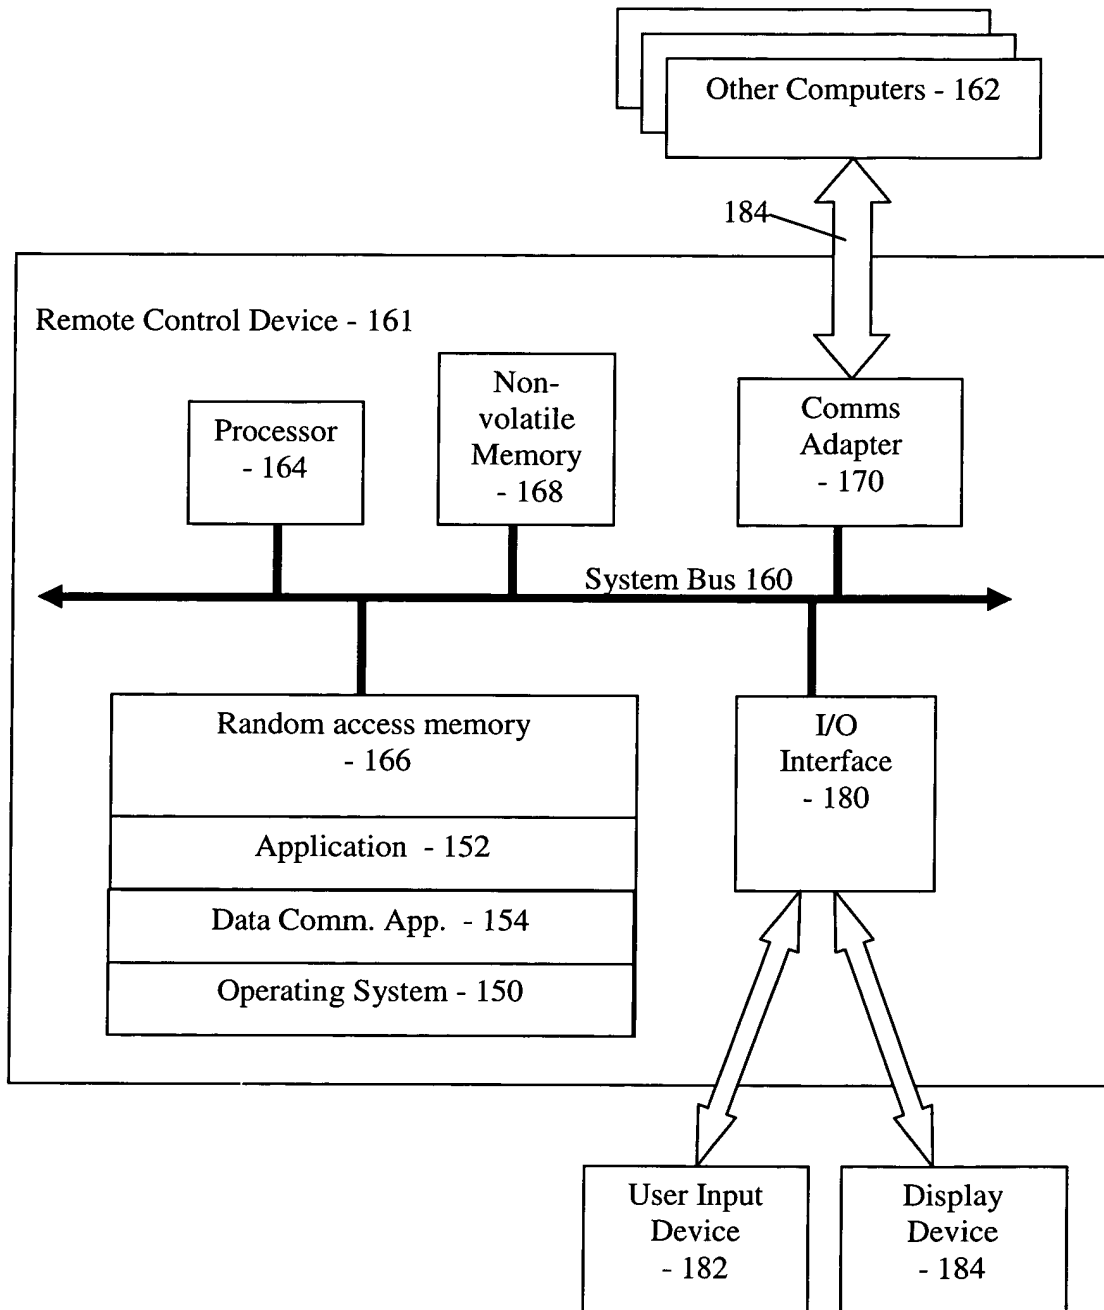 Other Computers - 162
184
Remote Control Device - 161
Processor
- 164
Non-
volatile
Memory
- 168
Comms
Adapter
- 170
System Bus 160
Random access memory
- 166
Application - 152
Data Comm. App. - 154
Operating System - 150
I/O
Interface
- 180
User Input
Device
- 182
Display
Device
- 184